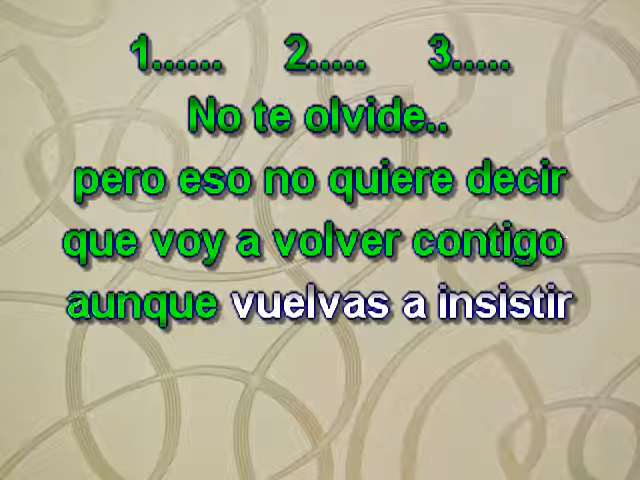 1...... 2..... 3.....
No te olvide..
pero eso no quiere decir
que voy a volver contigo
aunque vuelvas a insistir